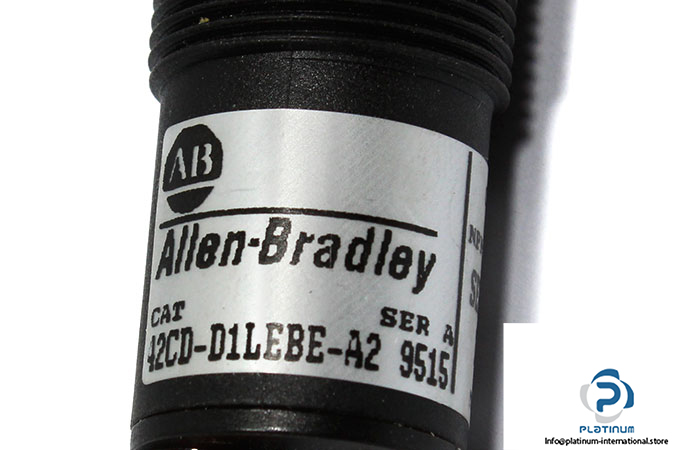 AB
Allen-Bradley
CAT SER A
42CD-D1LEBE-A2 9515
PLATINUM
Info@platinum-international.store